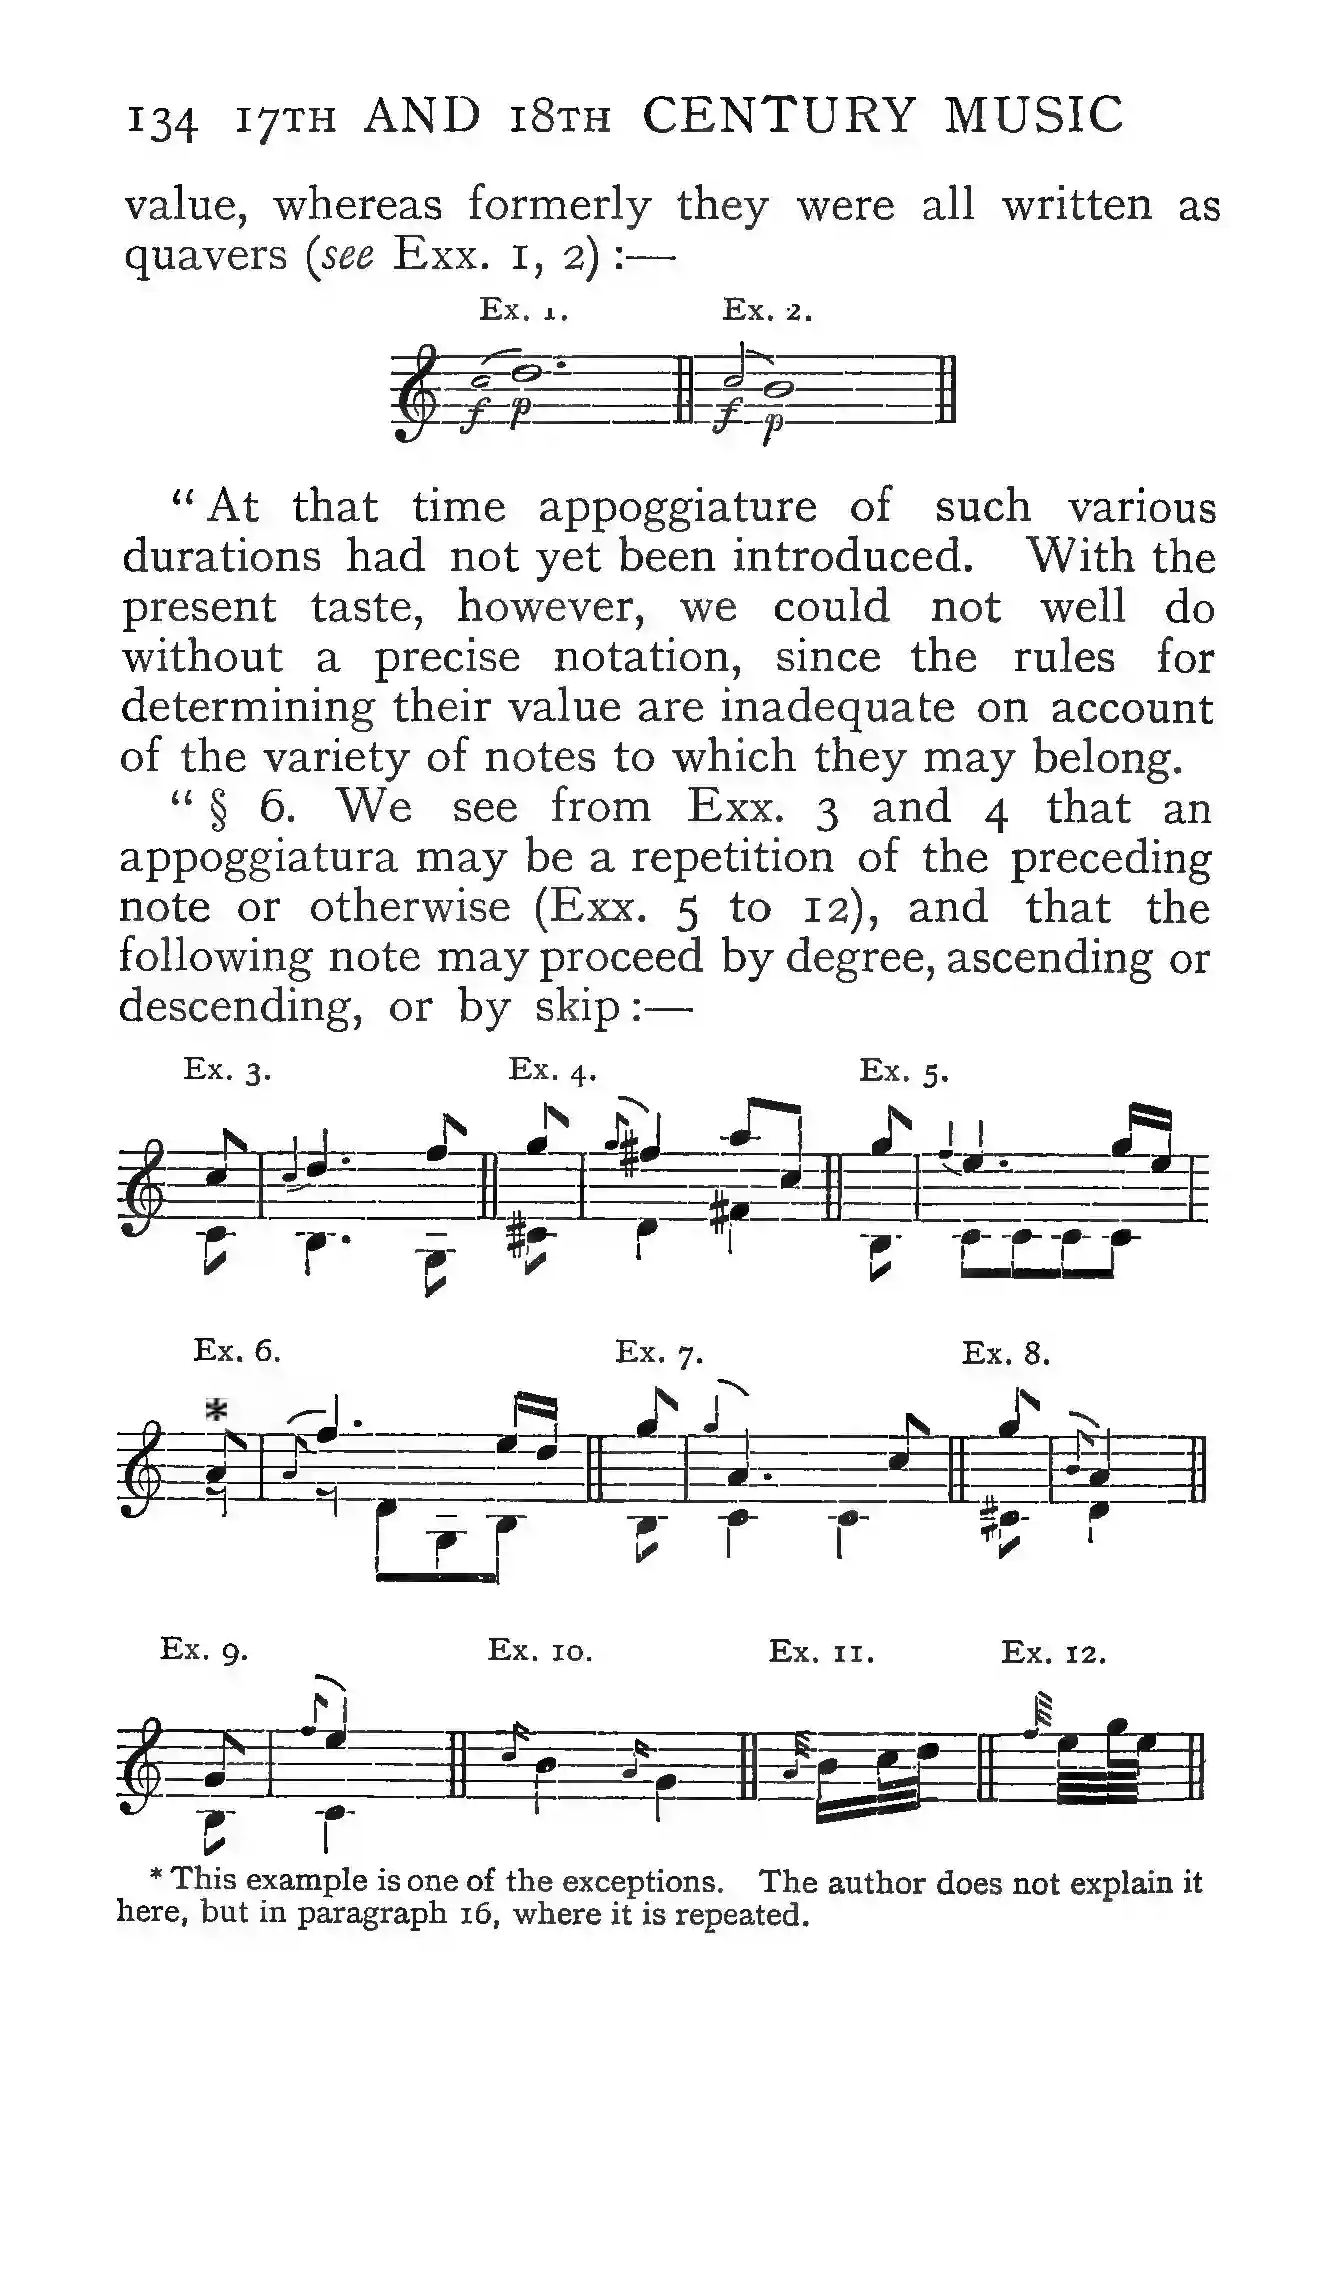 134 17TH AND 18TH CENTURY MUSIC
value, whereas formerly they were all written as
quavers (see Exx. 1, 2) :—
Ex. 1. Ex. 2.
f p f p
“ At that time appoggiature of such various
durations had not yet been introduced. With the
present taste, however, we could not well do
without a precise notation, since the rules for
determining their value are inadequate on account
of the variety of notes to which they may belong.
“ § 6. We see from Exx. 3 and 4 that an
appoggiatura may be a repetition of the preceding
note or otherwise (Exx. 5 to 12), and that the
following note may proceed by degree, ascending or
descending, or by skip :—
Ex. 3. Ex. 4. Ex. 5.
Ex. 6. Ex. 7. Ex. 8.
*
Ex. 9. Ex. 10. Ex. 11. Ex. 12.
* This example is one of the exceptions. The author does not explain it
here, but in paragraph 16, where it is repeated.